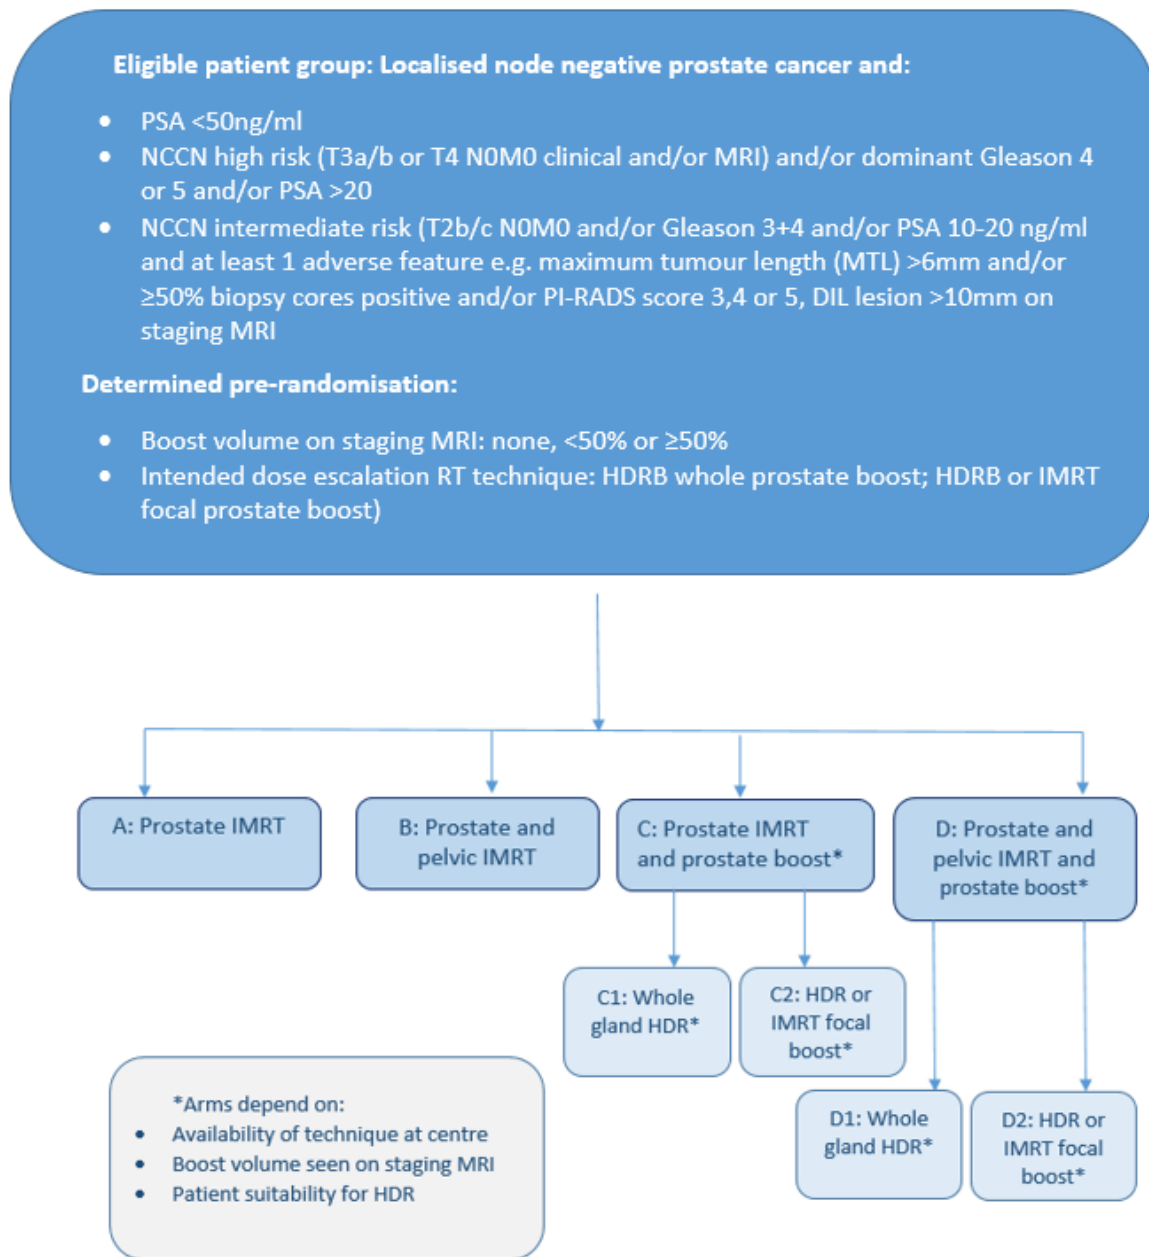 Eligible patient group: Localised node negative prostate cancer and:
• PSA <50ng/ml
• NCCN high risk (T3a/b or T4 N0M0 clinical and/or MRI) and/or dominant Gleason 4
or 5 and/or PSA >20
• NCCN intermediate risk (T2b/c N0M0 and/or Gleason 3+4 and/or PSA 10-20 ng/ml
and at least 1 adverse feature e.g. maximum tumour length (MTL) >6mm and/or
≥50% biopsy cores positive and/or PI-RADS score 3,4 or 5, DIL lesion >10mm on
staging MRI
Determined pre-randomisation:
• Boost volume on staging MRI: none, <50% or ≥50%
• Intended dose escalation RT technique: HDRB whole prostate boost; HDRB or IMRT
focal prostate boost)
A: Prostate IMRT
B: Prostate and
pelvic IMRT
C: Prostate IMRT
and prostate boost*
D: Prostate and
pelvic IMRT and
prostate boost*
C1: Whole
gland HDR*
C2: HDR or
IMRT focal
boost*
D1: Whole
gland HDR*
D2: HDR or
IMRT focal
boost*
*Arms depend on:
• Availability of technique at centre
• Boost volume seen on staging MRI
• Patient suitability for HDR